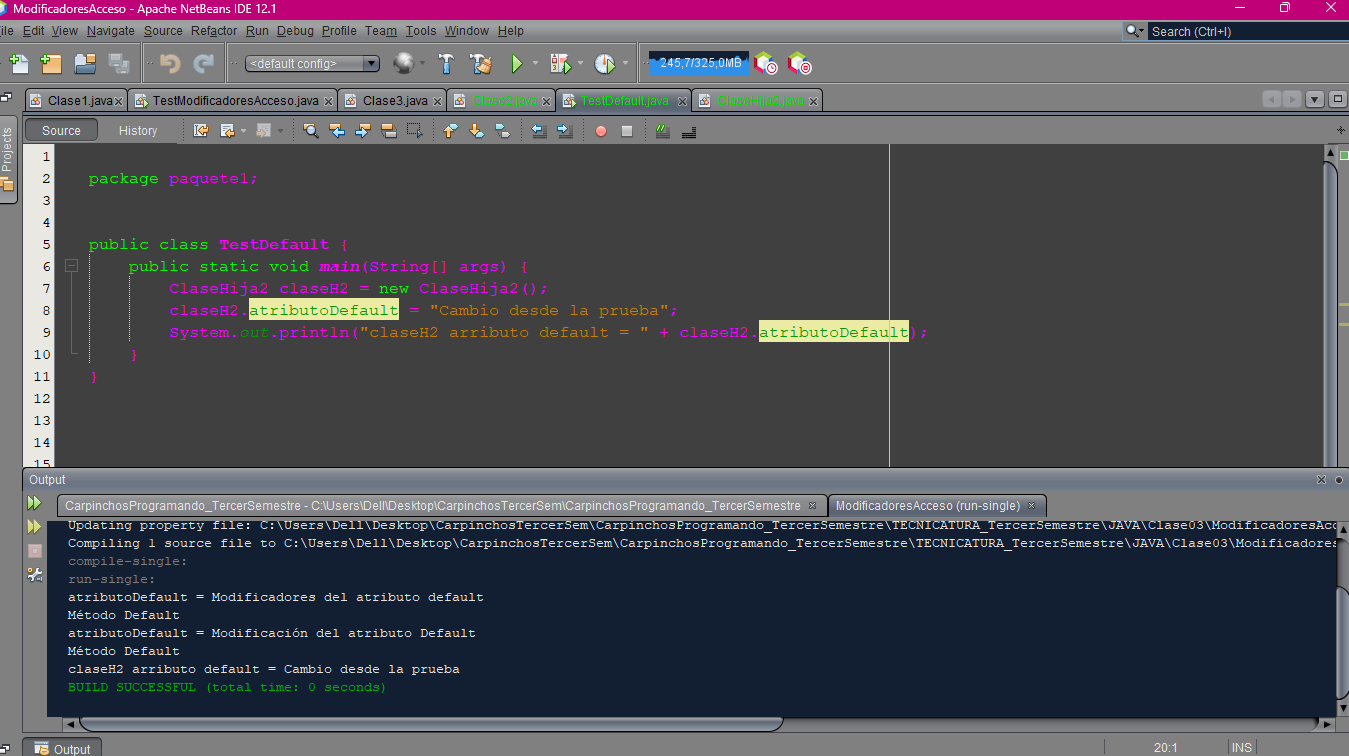 ModificadoresAcceso - Apache NetBeans IDE 12.1
ile Edit View Navigate Source Refactor Run Debug Profile Team Tools Window Help
Search (Ctrl+I)
<default config>
245,7/325,0MB
Clase1.java TestModificadoresAcceso.java Clase3.java Clase2.java TestDefault.java ClaseHija2.java
Projects
Source History
1
2 package paquete1;
3
4
5 public class TestDefault {
6 public static void main(String[] args) {
7 ClaseHija2 claseH2 = new ClaseHija2();
8 claseH2.atributoDefault = "Cambio desde la prueba";
9 System.out.println("claseH2 arributo default = " + claseH2.atributoDefault);
10 }
11 }
12
13
14
15
Output
CarpinchosProgramando_TercerSemestre - C:\Users\Dell\Desktop\CarpinchosTercerSem\CarpinchosProgramando_TercerSemestre ModificadoresAcceso (run-single)
Updating property file: C:\Users\Dell\Desktop\CarpinchosTercerSem\CarpinchosProgramando_TercerSemestre\TECNICATURA_TercerSemestre\JAVA\Clase03\ModificadoresAcc
Compiling 1 source file to C:\Users\Dell\Desktop\CarpinchosTercerSem\CarpinchosProgramando_TercerSemestre\TECNICATURA_TercerSemestre\JAVA\Clase03\Modificadores
compile-single:
run-single:
atributoDefault = Modificadores del atributo default
Método Default
atributoDefault = Modificación del atributo Default
Método Default
claseH2 arributo default = Cambio desde la prueba
BUILD SUCCESSFUL (total time: 0 seconds)
Output
20:1 INS